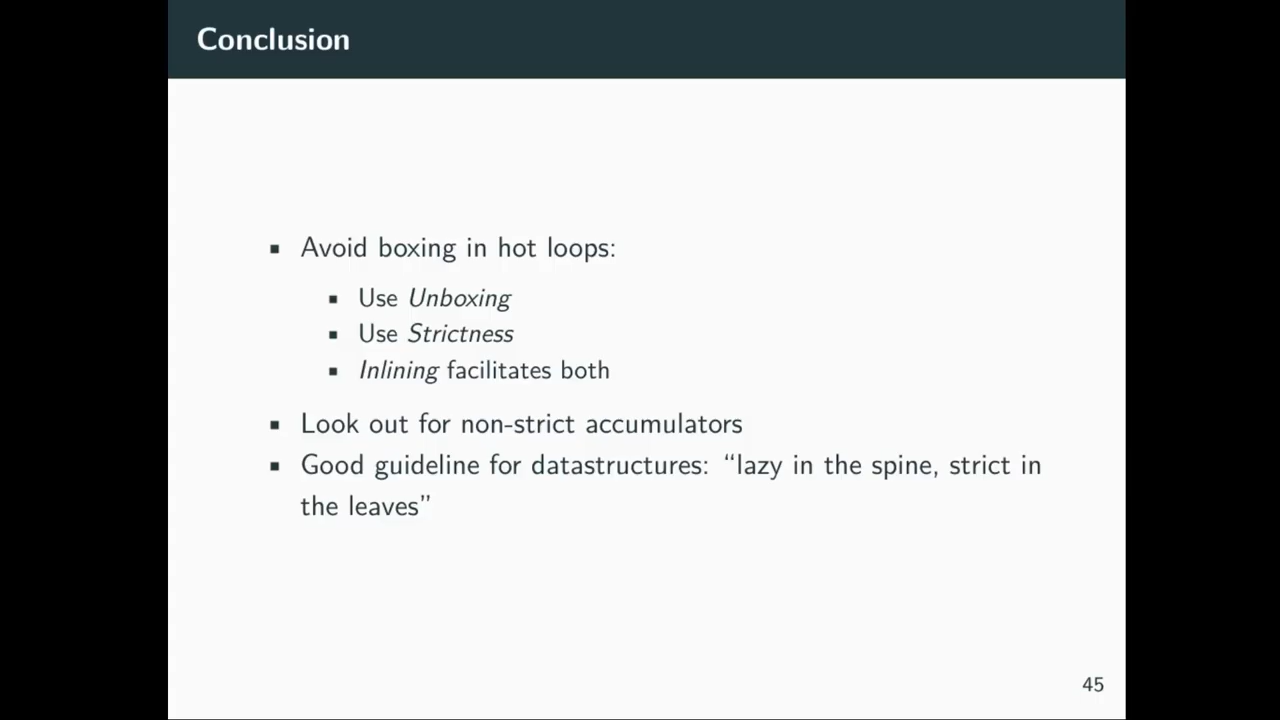 Conclusion
▪ Avoid boxing in hot loops:
▪ Use Unboxing
▪ Use Strictness
▪ Inlining facilitates both
▪ Look out for non-strict accumulators
▪ Good guideline for datastructures: “lazy in the spine, strict in
the leaves”
45